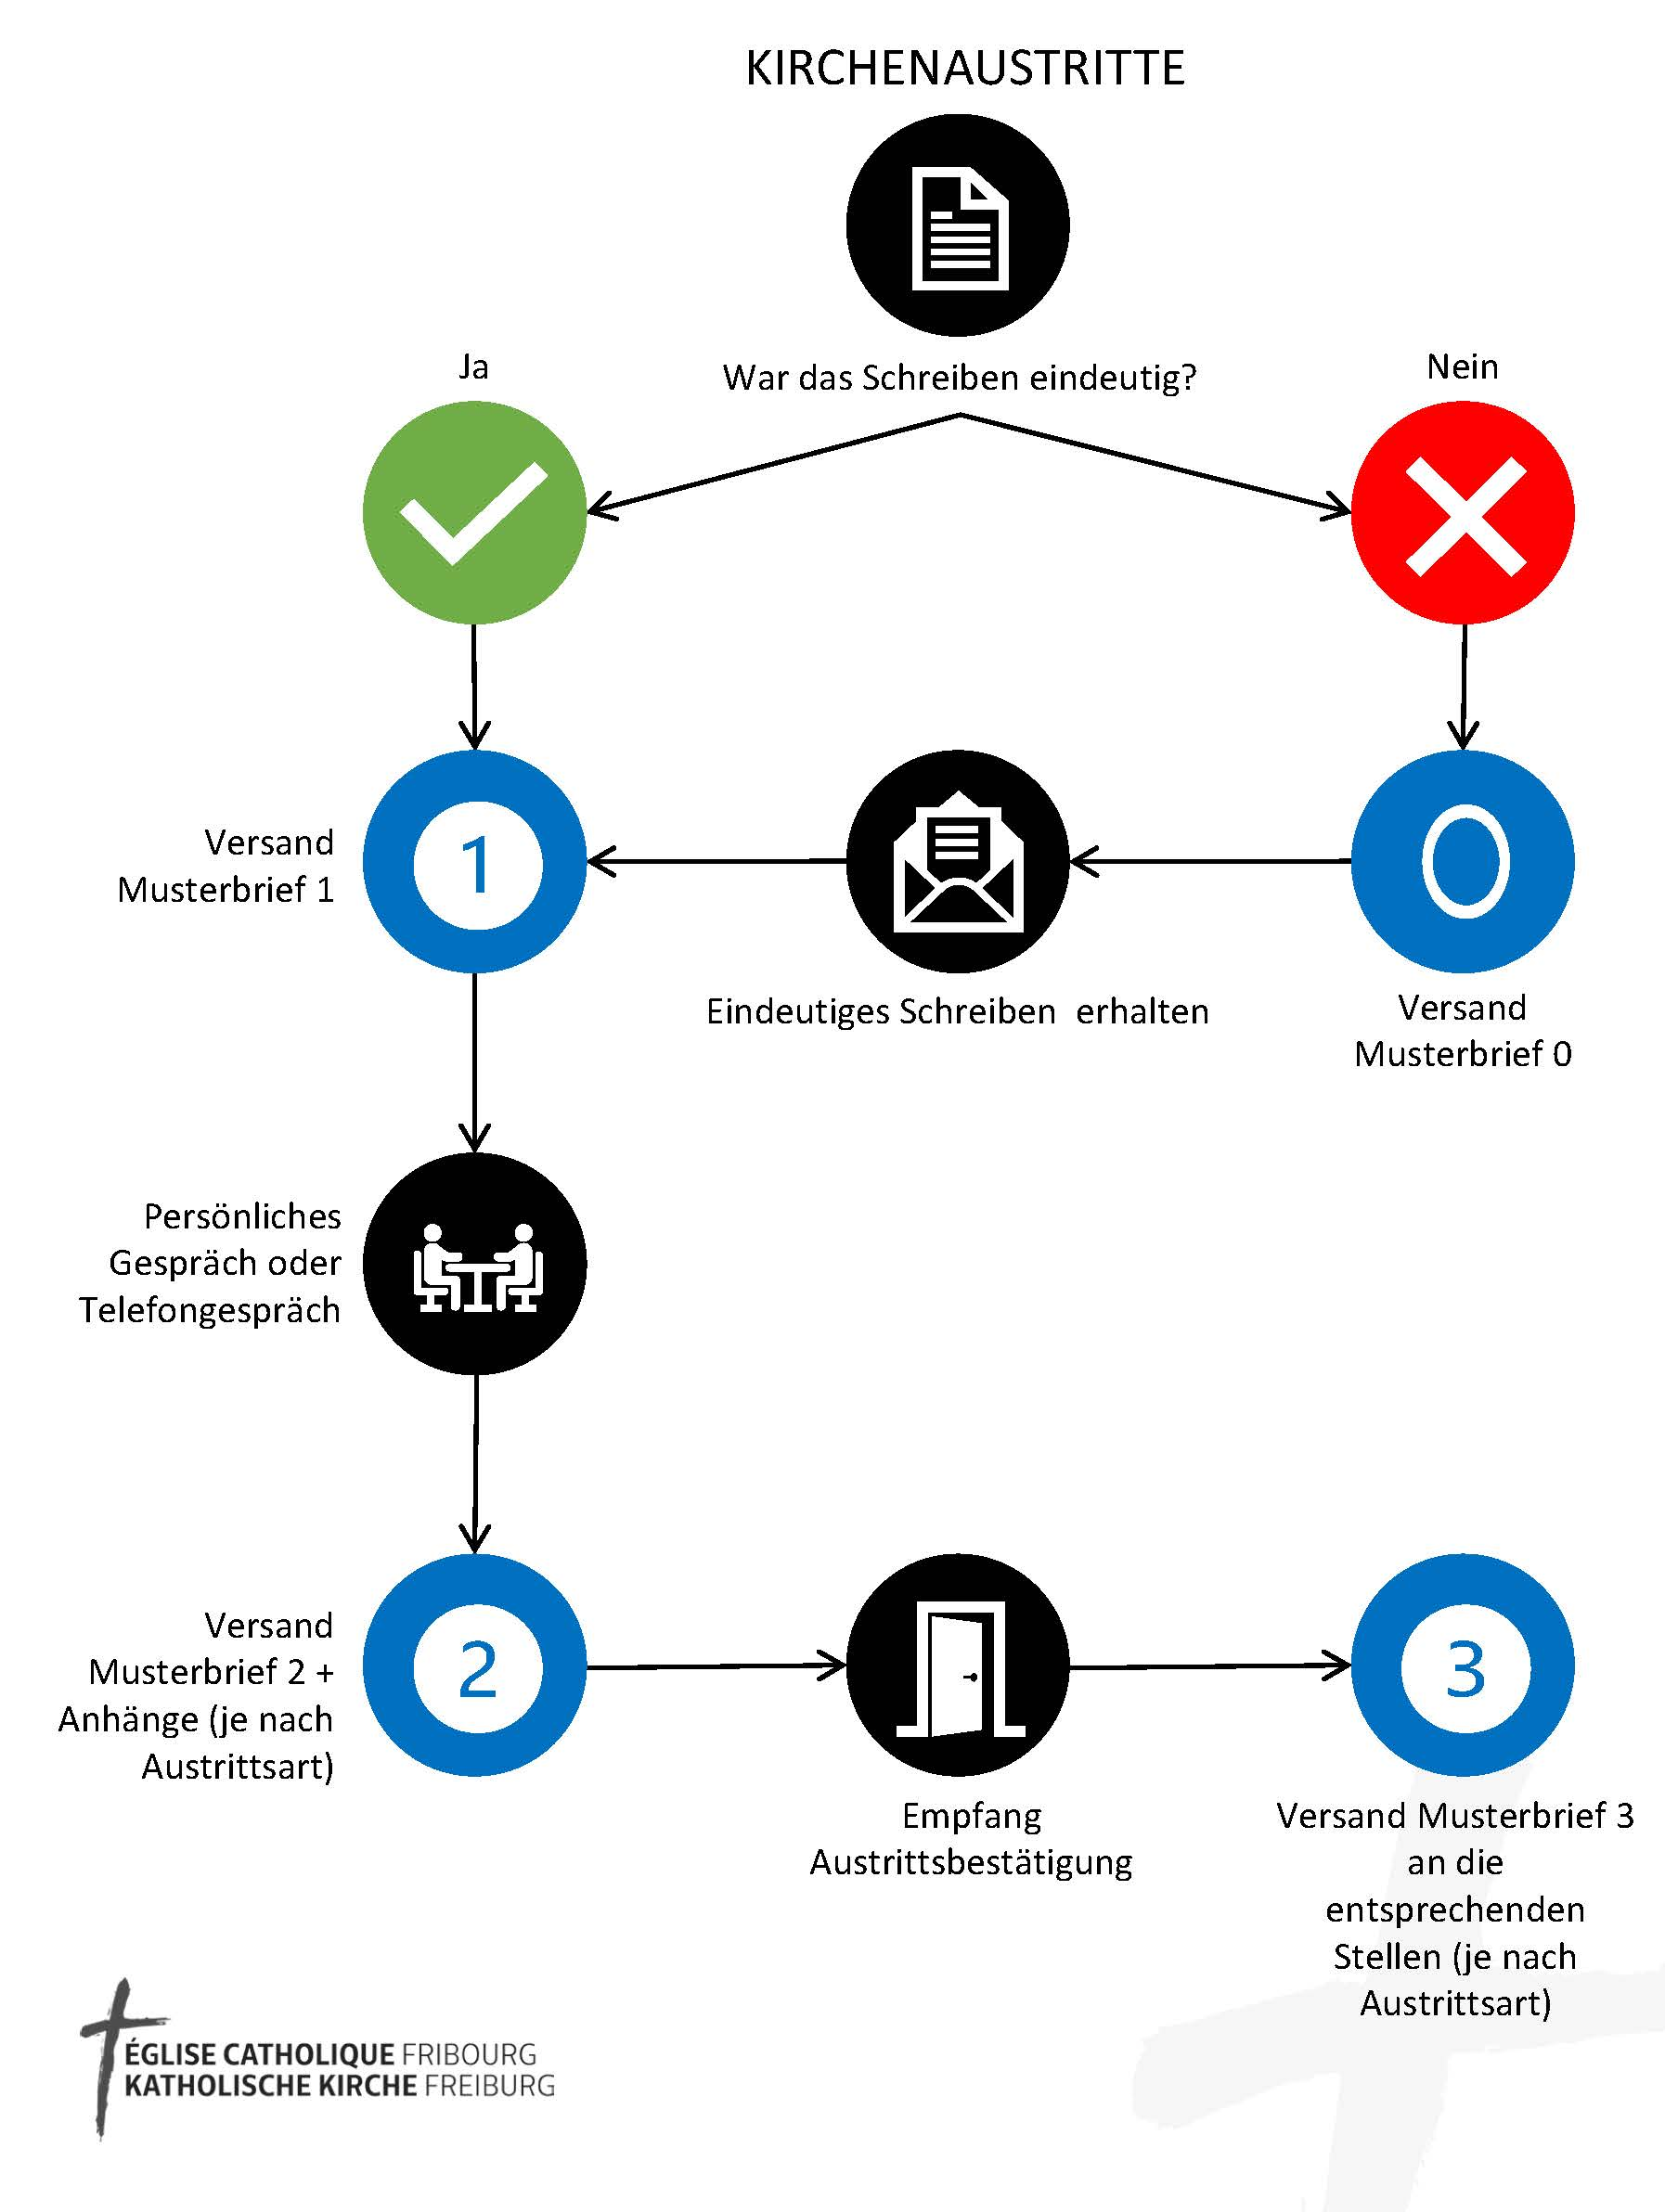 KIRCHENAUSTRITTE
War das Schreiben eindeutig?
Ja
Nein
Versand
Musterbrief 1
1
Eindeutiges Schreiben erhalten
0
Versand
Musterbrief 0
Persönliches
Gespräch oder
Telefongespräch
Versand
Musterbrief 2 +
Anhänge (je nach
Austrittsart)
2
Empfang
Austrittsbestätigung
3
Versand Musterbrief 3
an die
entsprechenden
Stellen (je nach
Austrittsart)
ÉGLISE CATHOLIQUE FRIBOURG
KATHOLISCHE KIRCHE FREIBURG